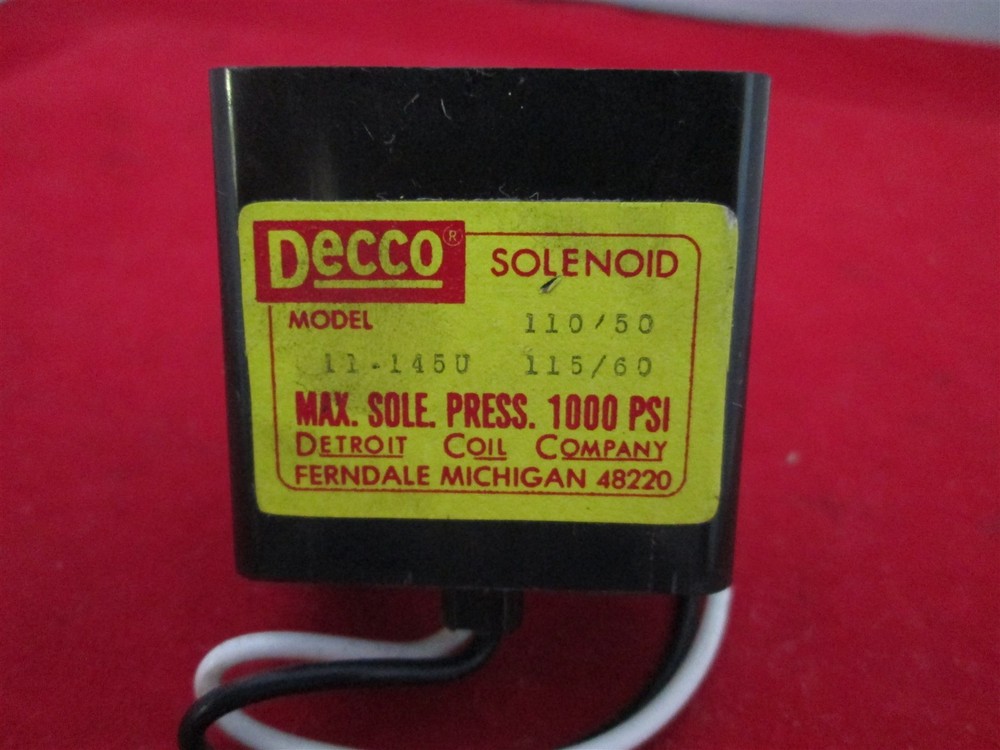 Decco® SOLENOID
MODEL 110/50
11-145U 115/60
MAX. SOLE. PRESS. 1000 PSI
DETROIT COIL COMPANY
FERNDALE MICHIGAN 48220